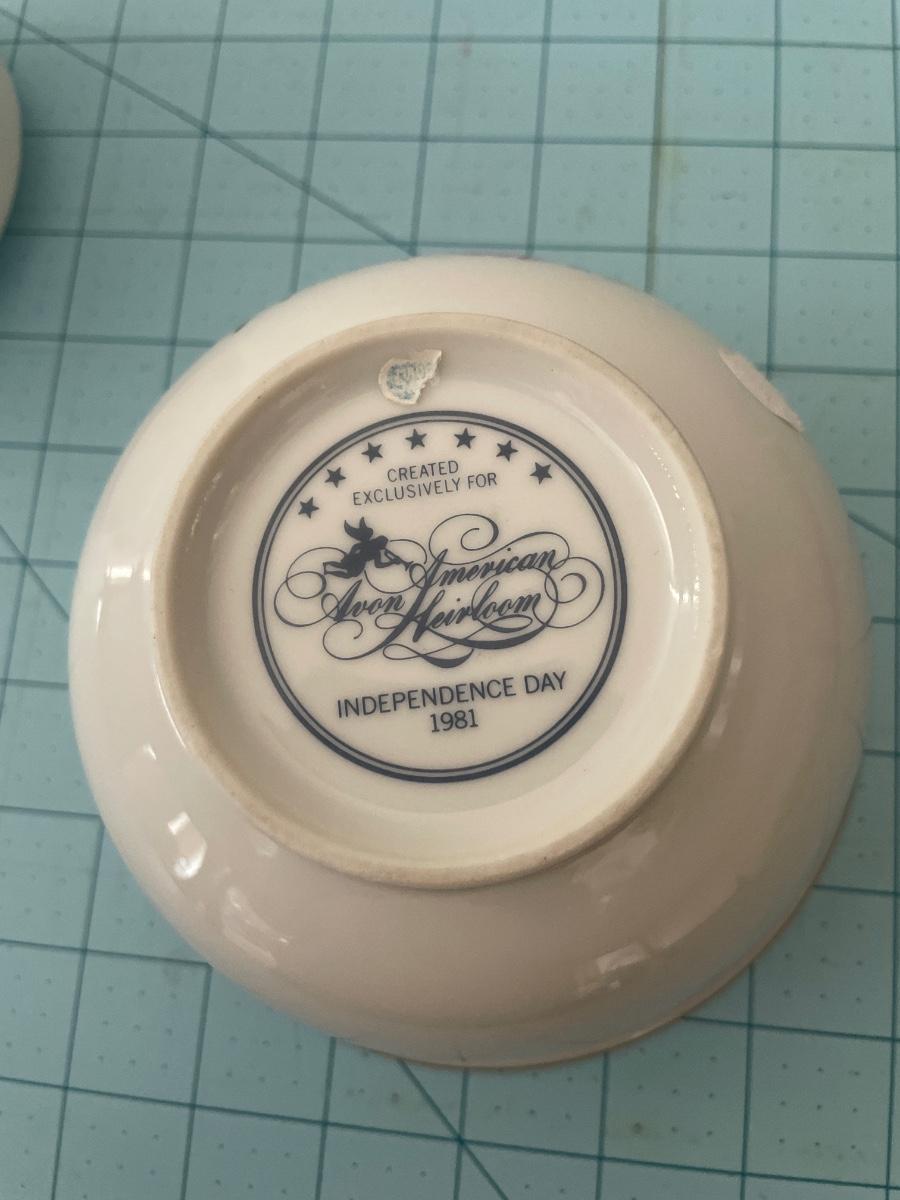 CREATED
EXCLUSIVELY FOR
Avon American
Heirloom
INDEPENDENCE DAY
1981